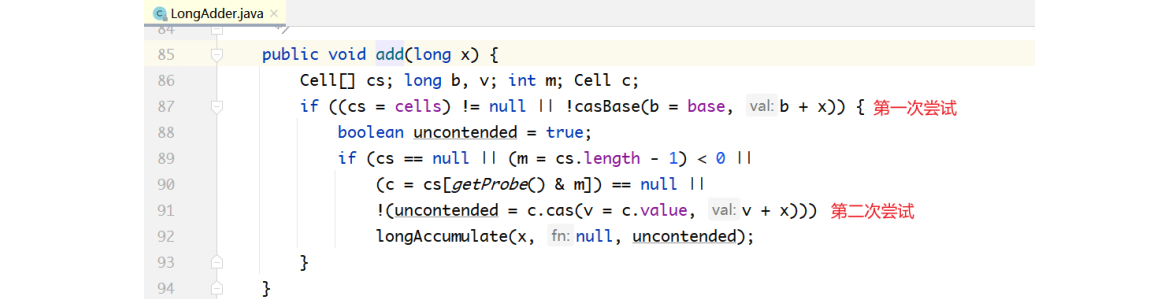 LongAdder.java ×
84 */
85 public void add(long x) {
86 Cell[] cs; long b, v; int m; Cell c;
87 if ((cs = cells) != null || !casBase(b = base, val: b + x)) { 第一次尝试
88 boolean uncontended = true;
89 if (cs == null || (m = cs.length - 1) < 0 ||
90 (c = cs[getProbe() & m]) == null ||
91 !(uncontended = c.cas(v = c.value, val: v + x))) 第二次尝试
92 longAccumulate(x, fn: null, uncontended);
93 }
94 }